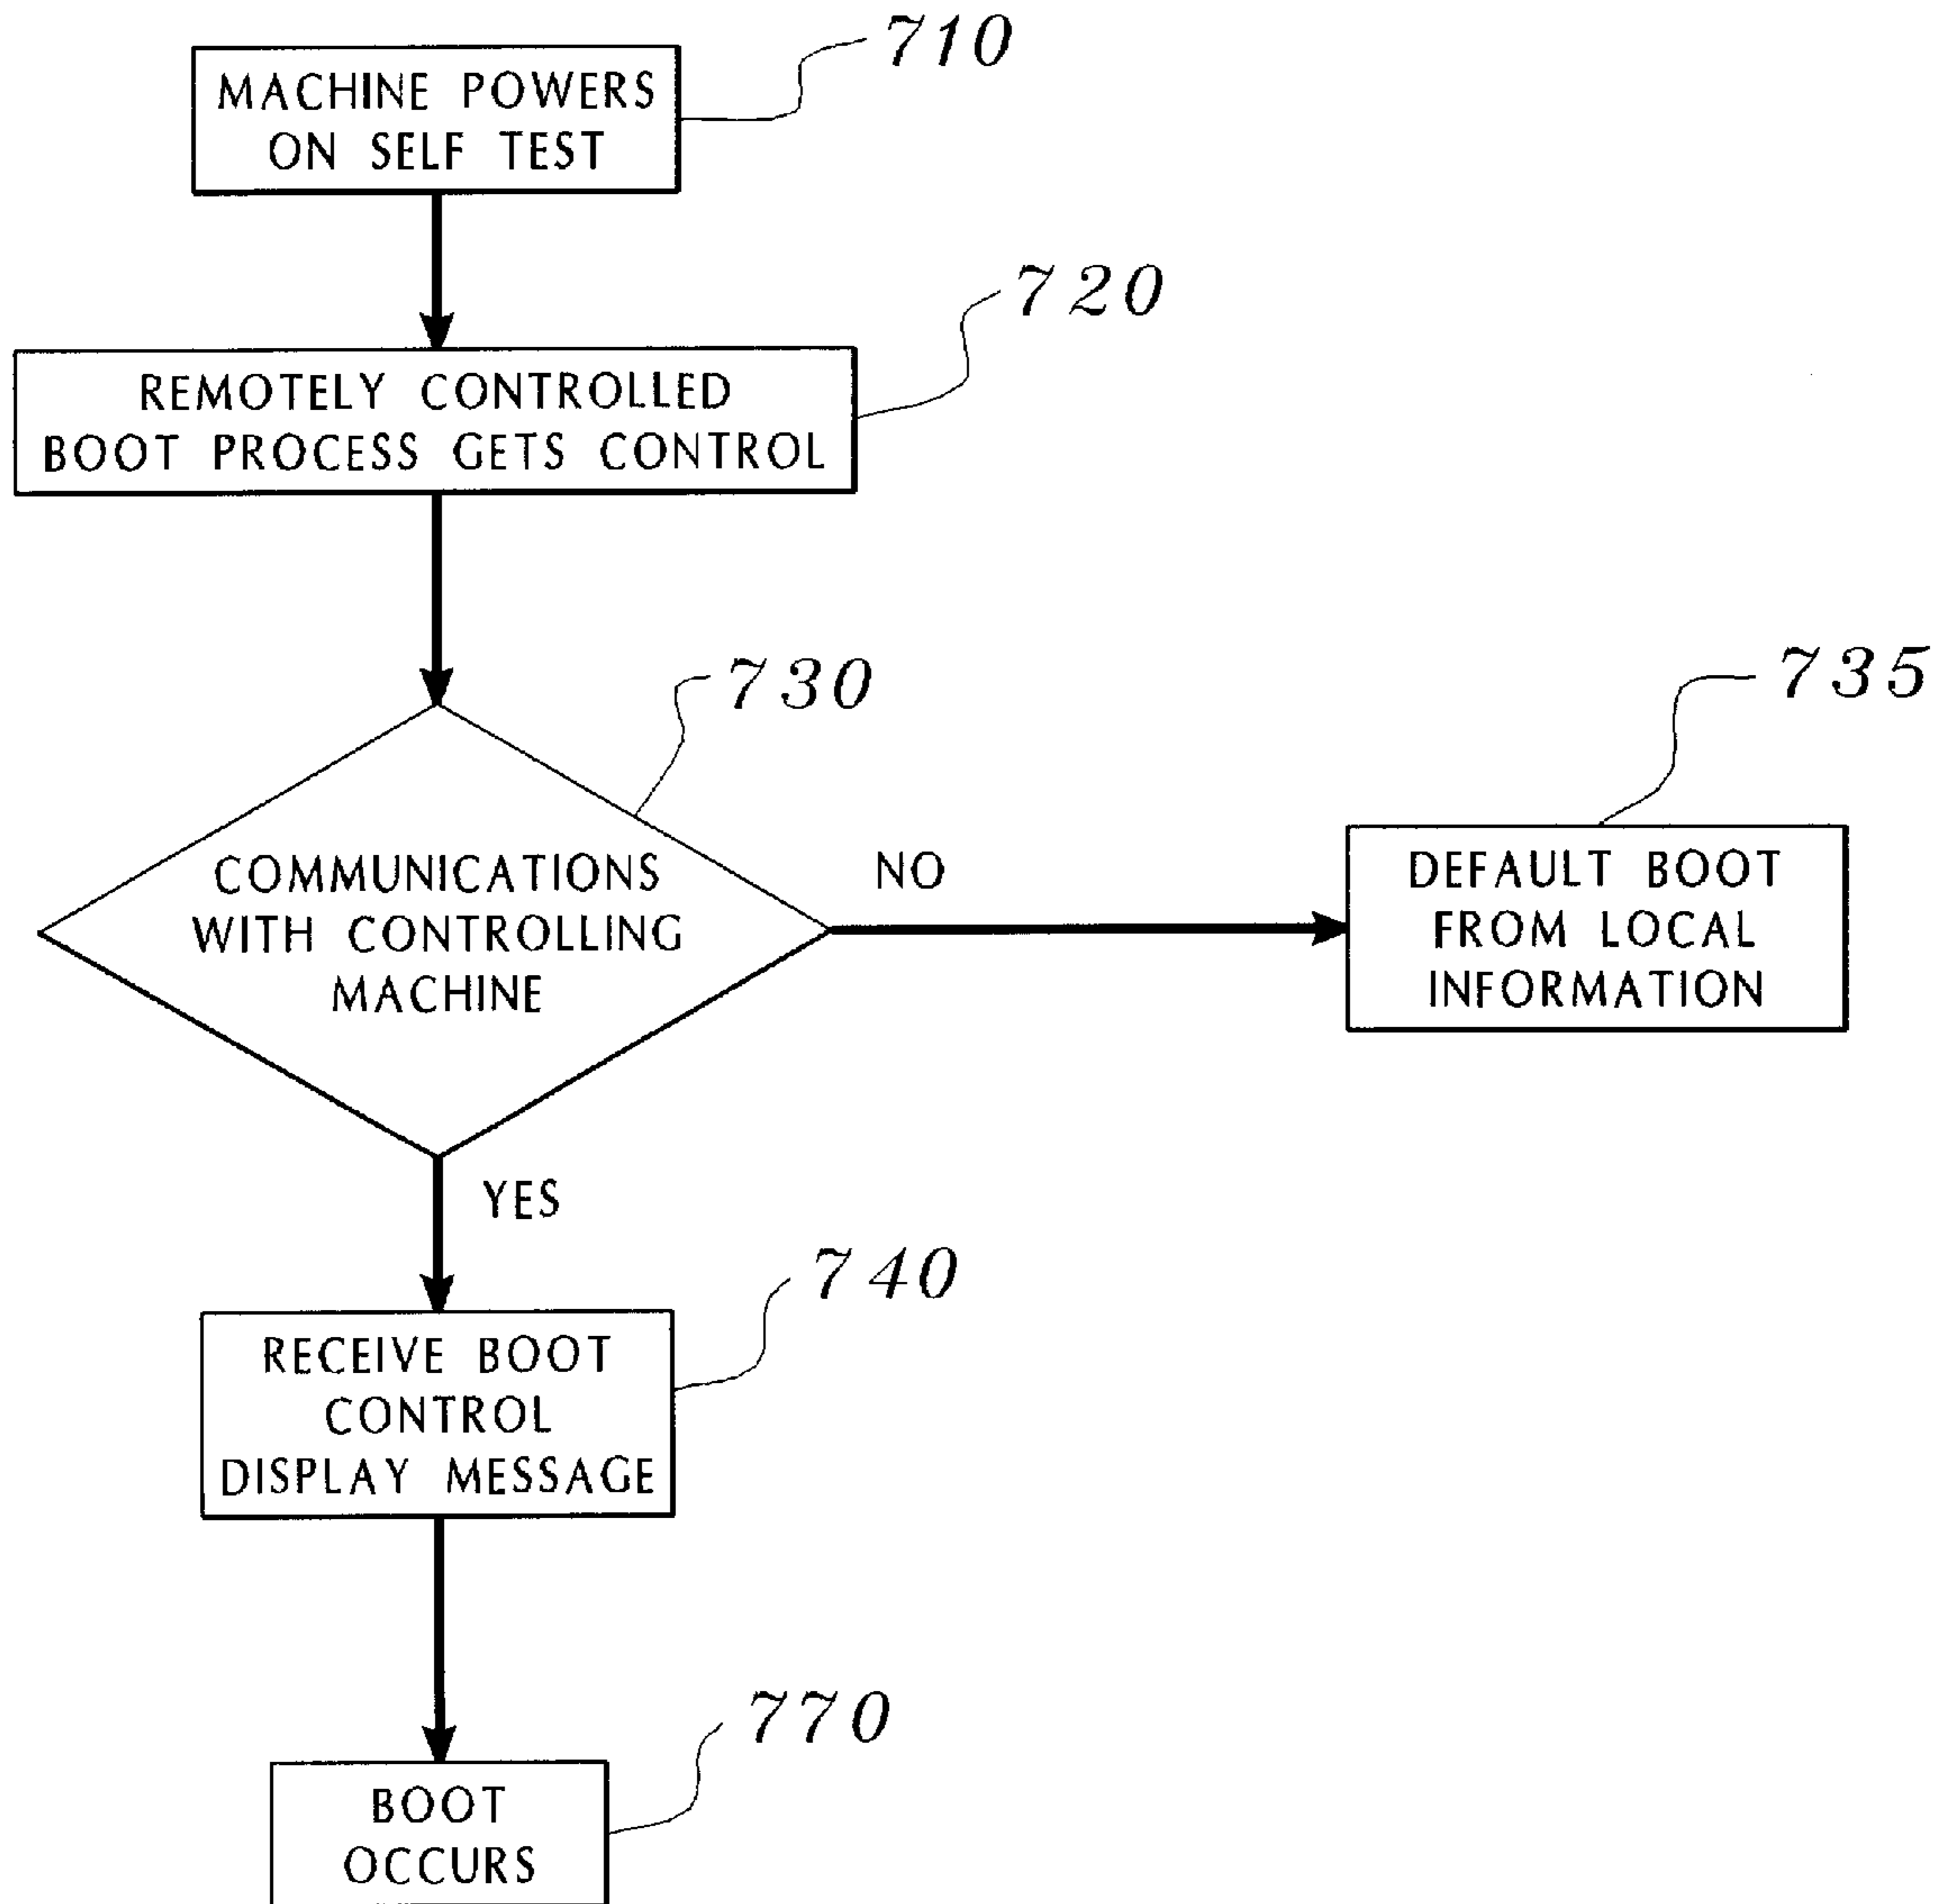 710
MACHINE POWERS
ON SELF TEST
720
REMOTELY CONTROLLED
BOOT PROCESS GETS CONTROL
730
735
COMMUNICATIONS
WITH CONTROLLING
MACHINE
NO
DEFAULT BOOT
FROM LOCAL
INFORMATION
YES
740
RECEIVE BOOT
CONTROL
DISPLAY MESSAGE
770
BOOT
OCCURS